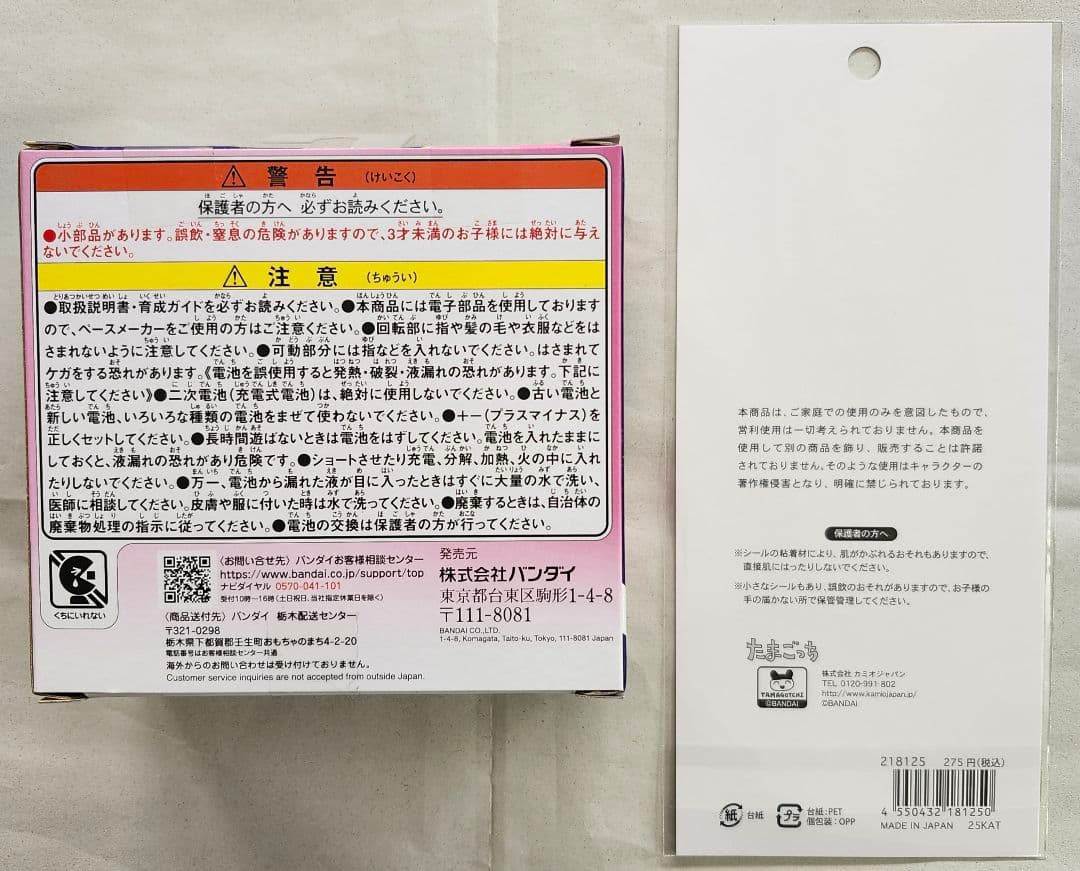 警告 (けいこく)
保護者の方へ 必ずお読みください。
●小部品があります。誤飲・窒息の危険がありますので、3才未満のお子様には絶対に与え
ないでください。
注意 (ちゅうい)
●取扱説明書・育成ガイドを必ずお読みください。●本商品には電子部品を使用しております
ので、ペースメーカーをご使用の方はご注意ください。●回転部に指や髪の毛や衣服などをは
さまれないように注意してください。●可動部分には指などを入れないでください。はさまれて
ケガをする恐れがあります。《電池を誤使用すると発熱・破裂・液漏れの恐れがあります。下記に
注意してください》●二次電池(充電式電池)は、絶対に使用しないでください。●古い電池と
新しい電池、いろいろな種類の電池をまぜて使わないでください。●+-(プラスマイナス)を
正しくセットしてください。●長時間遊ばないときは電池をはずしてください。電池を入れたままに
しておくと、液漏れの恐れがあり危険です。●ショートさせたり充電、分解、加熱、火の中に入れ
たりしないでください。●万一、電池から漏れた液が目に入ったときはすぐに大量の水で洗い、
医師に相談してください。皮膚や服に付いた時は水で洗ってください。●廃棄するときは、自治体の
廃棄物処理の指示に従ってください。●電池の交換は保護者の方が行ってください。
くちにいれない
〈お問い合せ先〉バンダイお客様相談センター
https://www.bandai.co.jp/support/top
ナビダイヤル 0570-041-101
受付10時~16時(土日祝日、当社指定休業日を除く)
〈商品送付先〉バンダイ 栃木配送センター
〒321-0298
栃木県下都賀郡壬生町おもちゃのまち4-2-20
電話番号はお客様相談センター共通
海外からのお問い合わせは受け付けておりません。
Customer service inquiries are not accepted from outside Japan.
発売元
株式会社バンダイ
東京都台東区駒形1-4-8
〒111-8081
BANDAI CO.,LTD.
1-4-8, Komagata, Taito-ku, Tokyo, 111-8081 Japan
本商品は、ご家庭での使用のみを意図したもので、
営利使用は一切考えられておりません。本商品を
使用して別の商品を飾り、販売することは許諾
されておりません。そのような使用はキャラクターの
著作権侵害となり、明確に禁じられております。
保護者の方へ
※シールの粘着材により、肌がかぶれるおそれもありますので、
直接肌にはったりしないでください。
※小さなシールもあり、誤飲のおそれがありますので、お子様の
手の届かない所で保管管理してください。
たまごっち
TAMAGOTCHI
©BANDAI
株式会社 カミオジャパン
TEL 0120-991-802
http://www.kamiojapan.jp/
©BANDAI
218125 275円(税込)
4 550432 181250
MADE IN JAPAN 25KAT
紙 台紙
プラ 台紙:PET
個包装:OPP